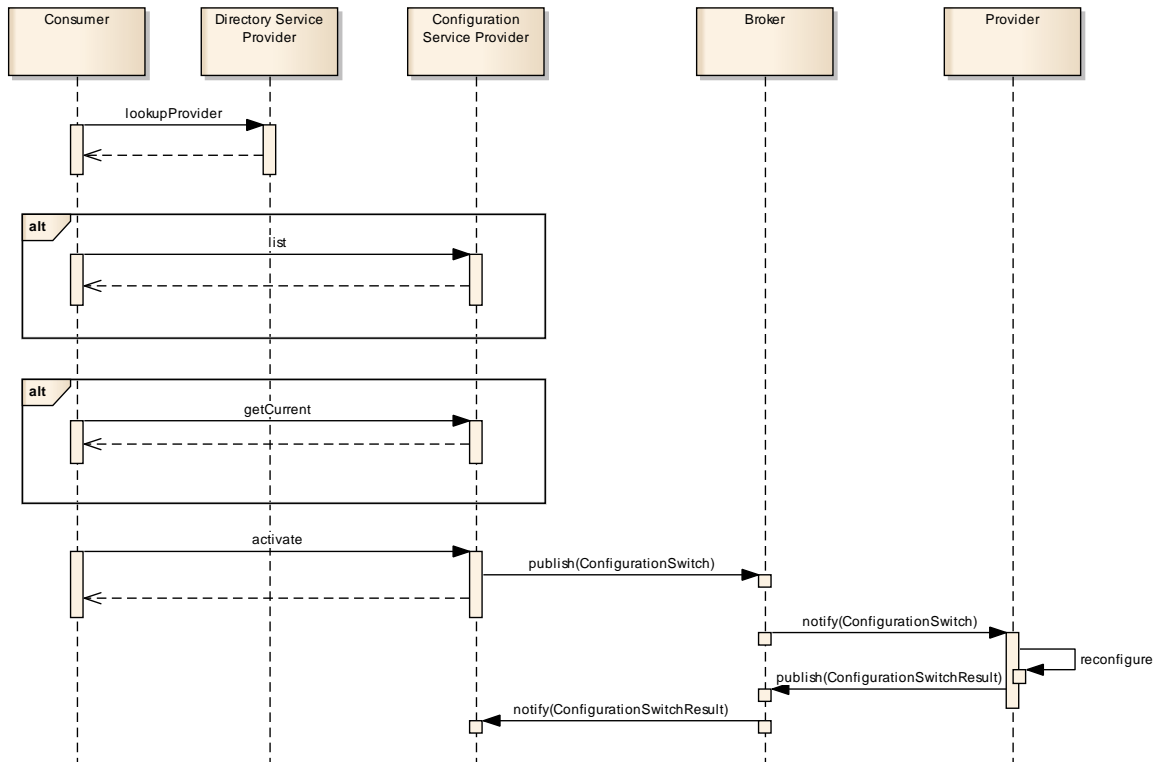 Consumer
Directory Service
Provider
Configuration
Service Provider
Broker
Provider
lookupProvider
alt
list
alt
getCurrent
activate
publish(ConfigurationSwitch)
notify(ConfigurationSwitch)
reconfigure
publish(ConfigurationSwitchResult)
notify(ConfigurationSwitchResult)